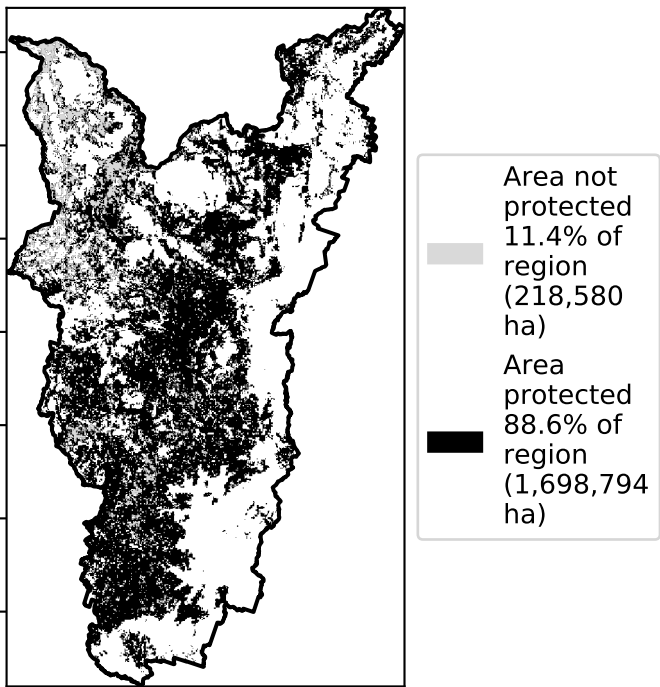 Area not
protected
11.4% of
region
(218,580
ha)
Area
protected
88.6% of
region
(1,698,794
ha)